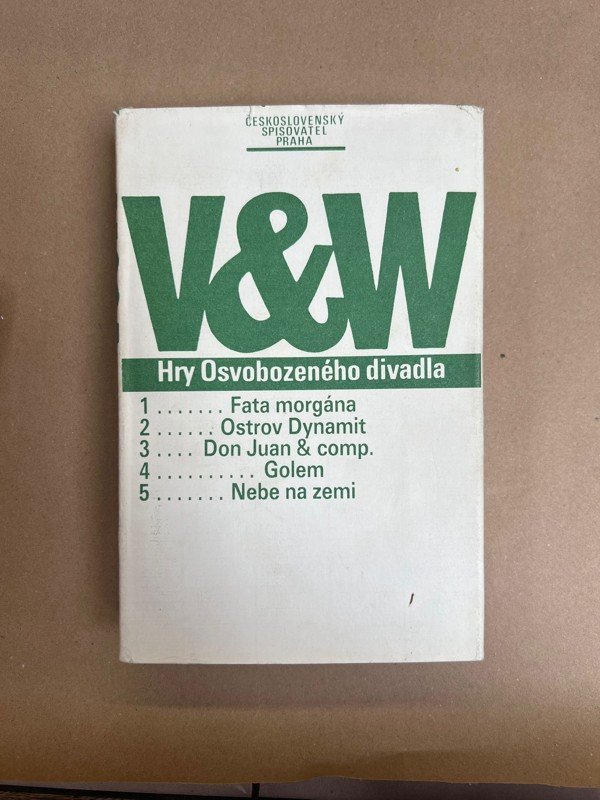 ČESKOSLOVENSKÝ
SPISOVATEL
PRAHA
V&W
Hry Osvobozeného divadla
1 ....... Fata morgána
2 ...... Ostrov Dynamit
3 .... Don Juan & comp.
4 .......... Golem
5 ....... Nebe na zemi